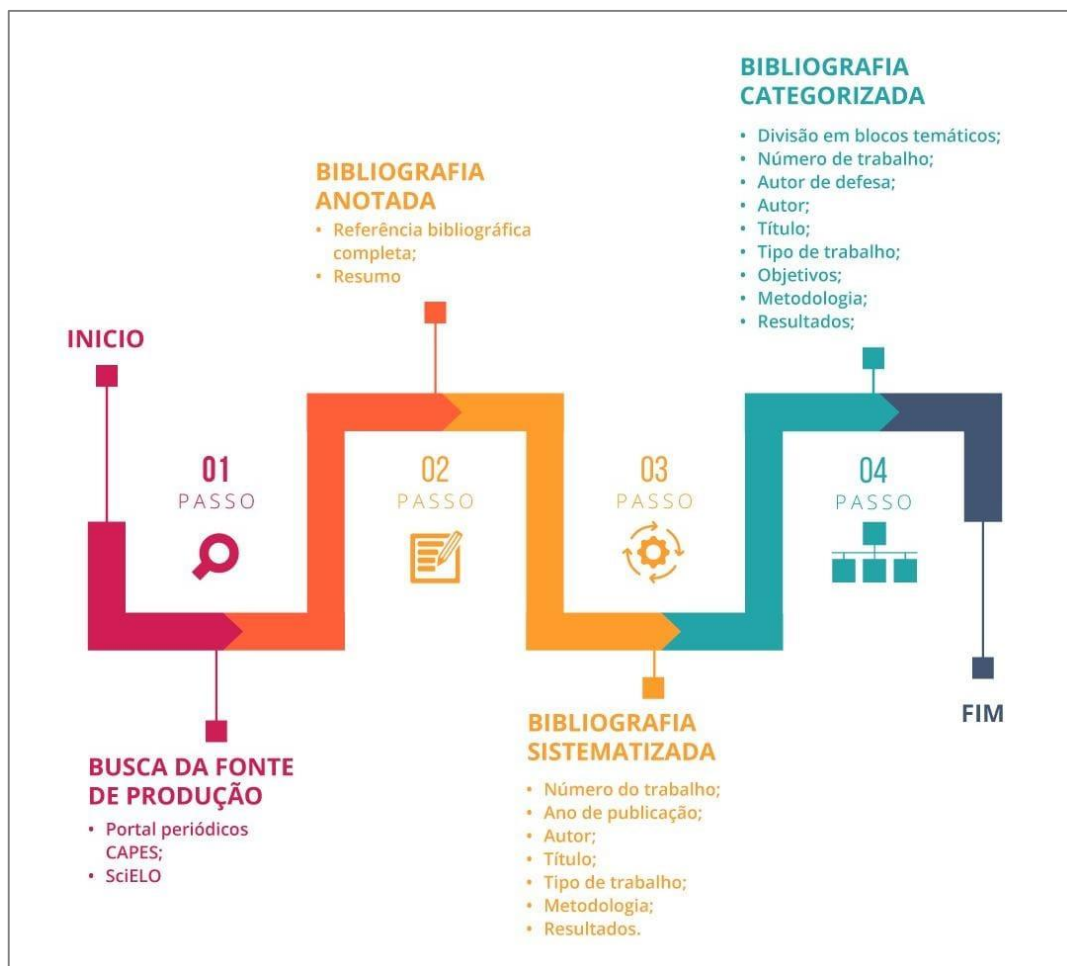 INICIO
01
PASSO
BUSCA DA FONTE
DE PRODUÇÃO
• Portal periódicos
CAPES;
• SciELO
BIBLIOGRAFIA
ANOTADA
• Referência bibliográfica
completa;
• Resumo
02
PASSO
03
PASSO
BIBLIOGRAFIA
SISTEMATIZADA
• Número do trabalho;
• Ano de publicação;
• Autor;
• Título;
• Tipo de trabalho;
• Metodologia;
• Resultados.
BIBLIOGRAFIA
CATEGORIZADA
• Divisão em blocos temáticos;
• Número de trabalho;
• Autor de defesa;
• Autor;
• Título;
• Tipo de trabalho;
• Objetivos;
• Metodologia;
• Resultados;
04
PASSO
FIM